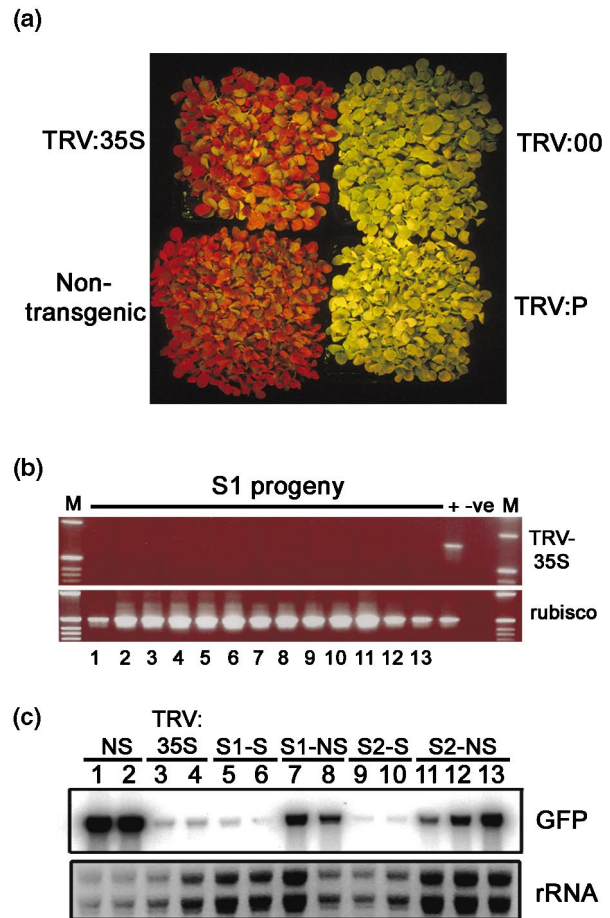 (a)
TRV:35S
TRV:00
Non-
transgenic
TRV:P
(b)
S1 progeny
M
+ -ve M
TRV-
35S
rubisco
1 2 3 4 5 6 7 8 9 10 11 12 13
(c)
NS
TRV:
35S
S1-S S1-NS S2-S S2-NS
1 2 3 4 5 6 7 8 9 10 11 12 13
GFP
rRNA